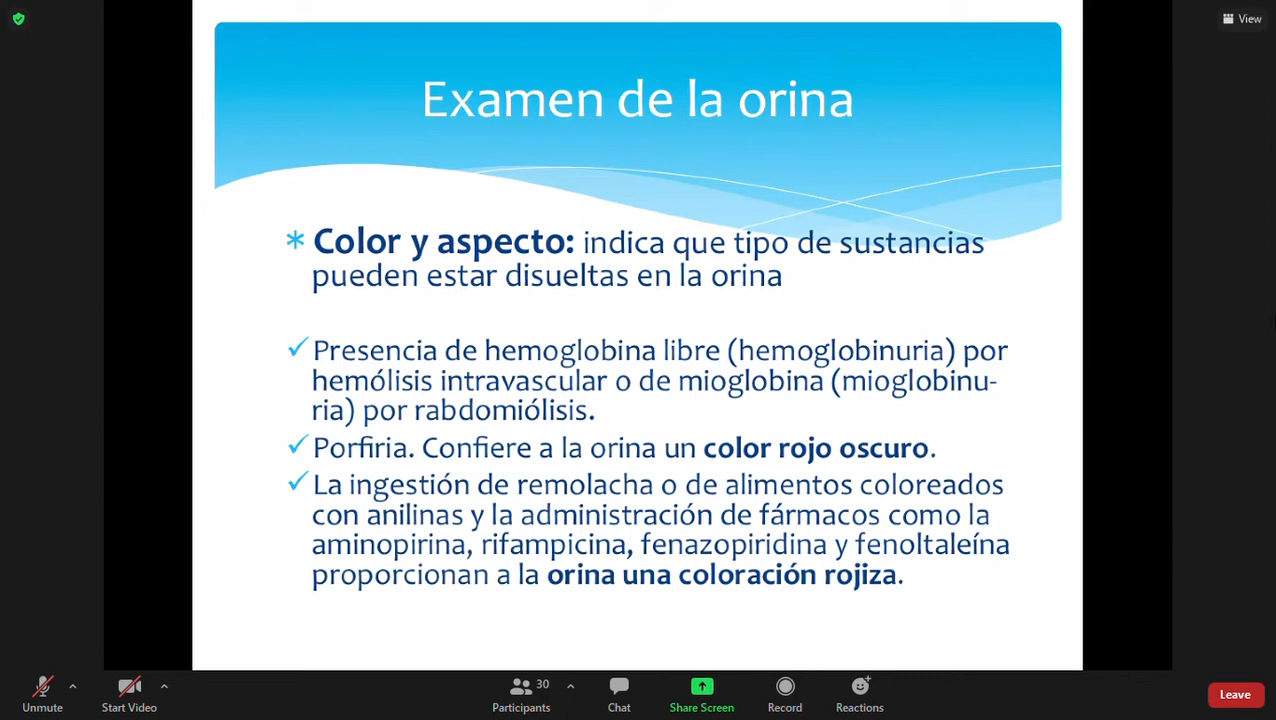 View
Examen de la orina
* Color y aspecto: indica que tipo de sustancias
pueden estar disueltas en la orina
✓ Presencia de hemoglobina libre (hemoglobinuria) por
hemólisis intravascular o de mioglobina (mioglobinu-
ria) por rabdomiólisis.
✓ Porfiria. Confiere a la orina un color rojo oscuro.
✓ La ingestión de remolacha o de alimentos coloreados
con anilinas y la administración de fármacos como la
aminopirina, rifampicina, fenazopiridina y fenoltaleína
proporcionan a la orina una coloración rojiza.
Unmute
Start Video
30
Participants
Chat
Share Screen
Record
Reactions
Leave